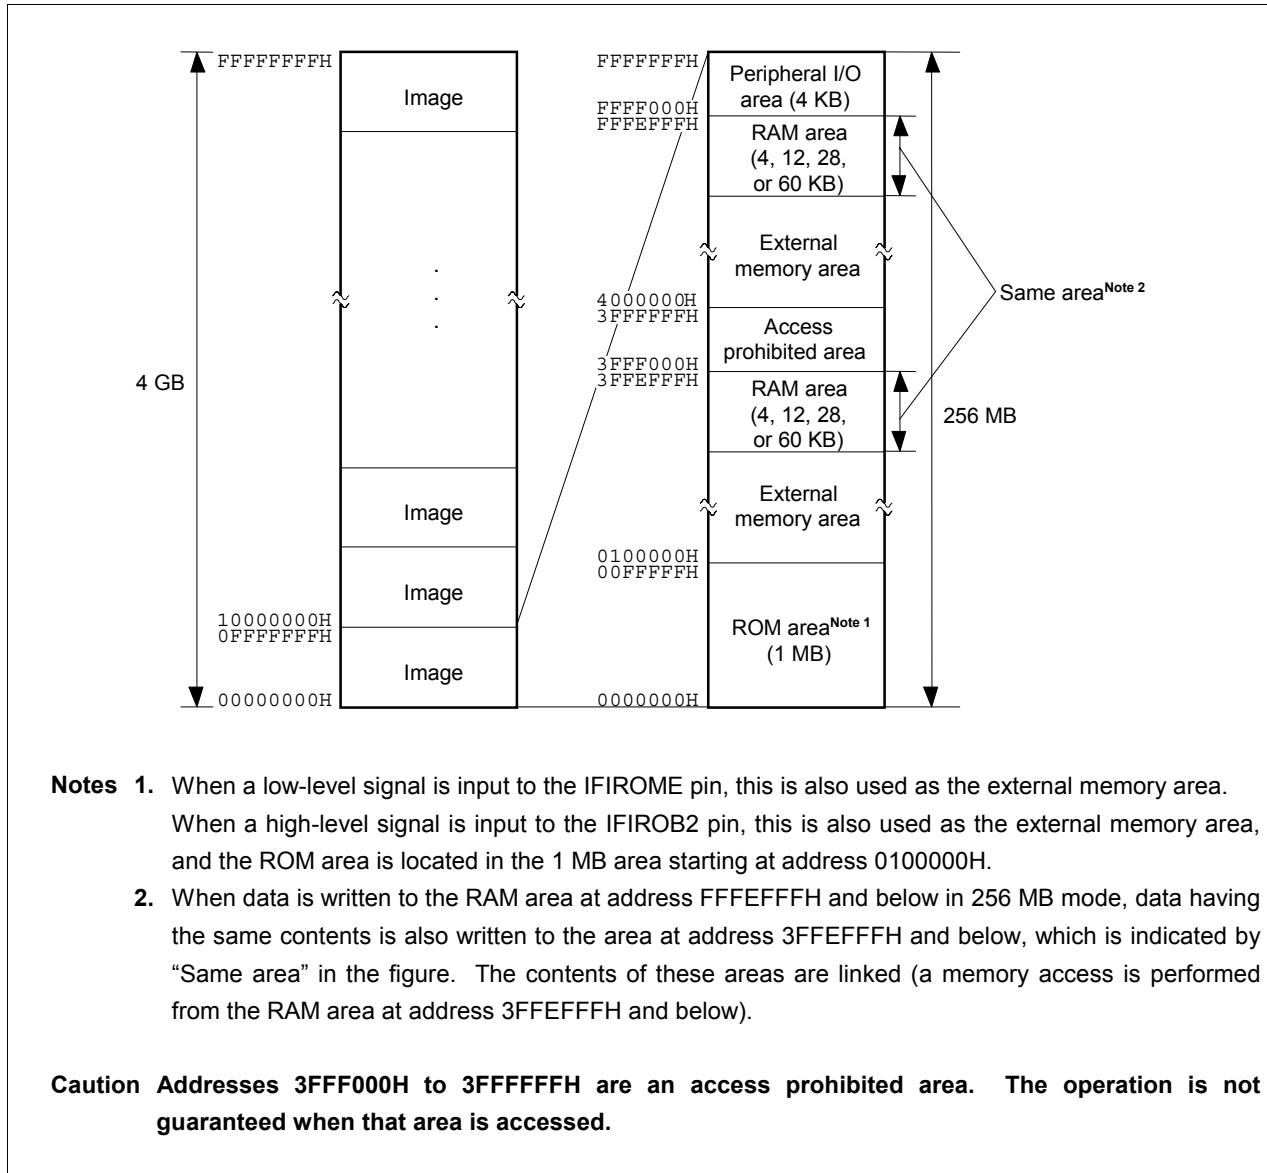 FFFFFFFFH
Image
.
.
.
4 GB
Image
Image
10000000H
0FFFFFFFH
Image
00000000H
FFFFFFFH
Peripheral I/O
area (4 KB)
FFFF000H
FFFEFFFH
RAM area
(4, 12, 28,
or 60 KB)
External
memory area
Same area Note 2
4000000H
3FFFFFFH
Access
prohibited area
3FFF000H
3FFEFFFH
RAM area
(4, 12, 28,
or 60 KB)
256 MB
External
memory area
0100000H
00FFFFFH
ROM area Note 1
(1 MB)
0000000H
Notes 1. When a low-level signal is input to the IFIROME pin, this is also used as the external memory area.
When a high-level signal is input to the IFIROB2 pin, this is also used as the external memory area,
and the ROM area is located in the 1 MB area starting at address 0100000H.
2. When data is written to the RAM area at address FFFEFFFH and below in 256 MB mode, data having
the same contents is also written to the area at address 3FFEFFFH and below, which is indicated by
“Same area” in the figure. The contents of these areas are linked (a memory access is performed
from the RAM area at address 3FFEFFFH and below).
Caution Addresses 3FFF000H to 3FFFFFFH are an access prohibited area. The operation is not
guaranteed when that area is accessed.